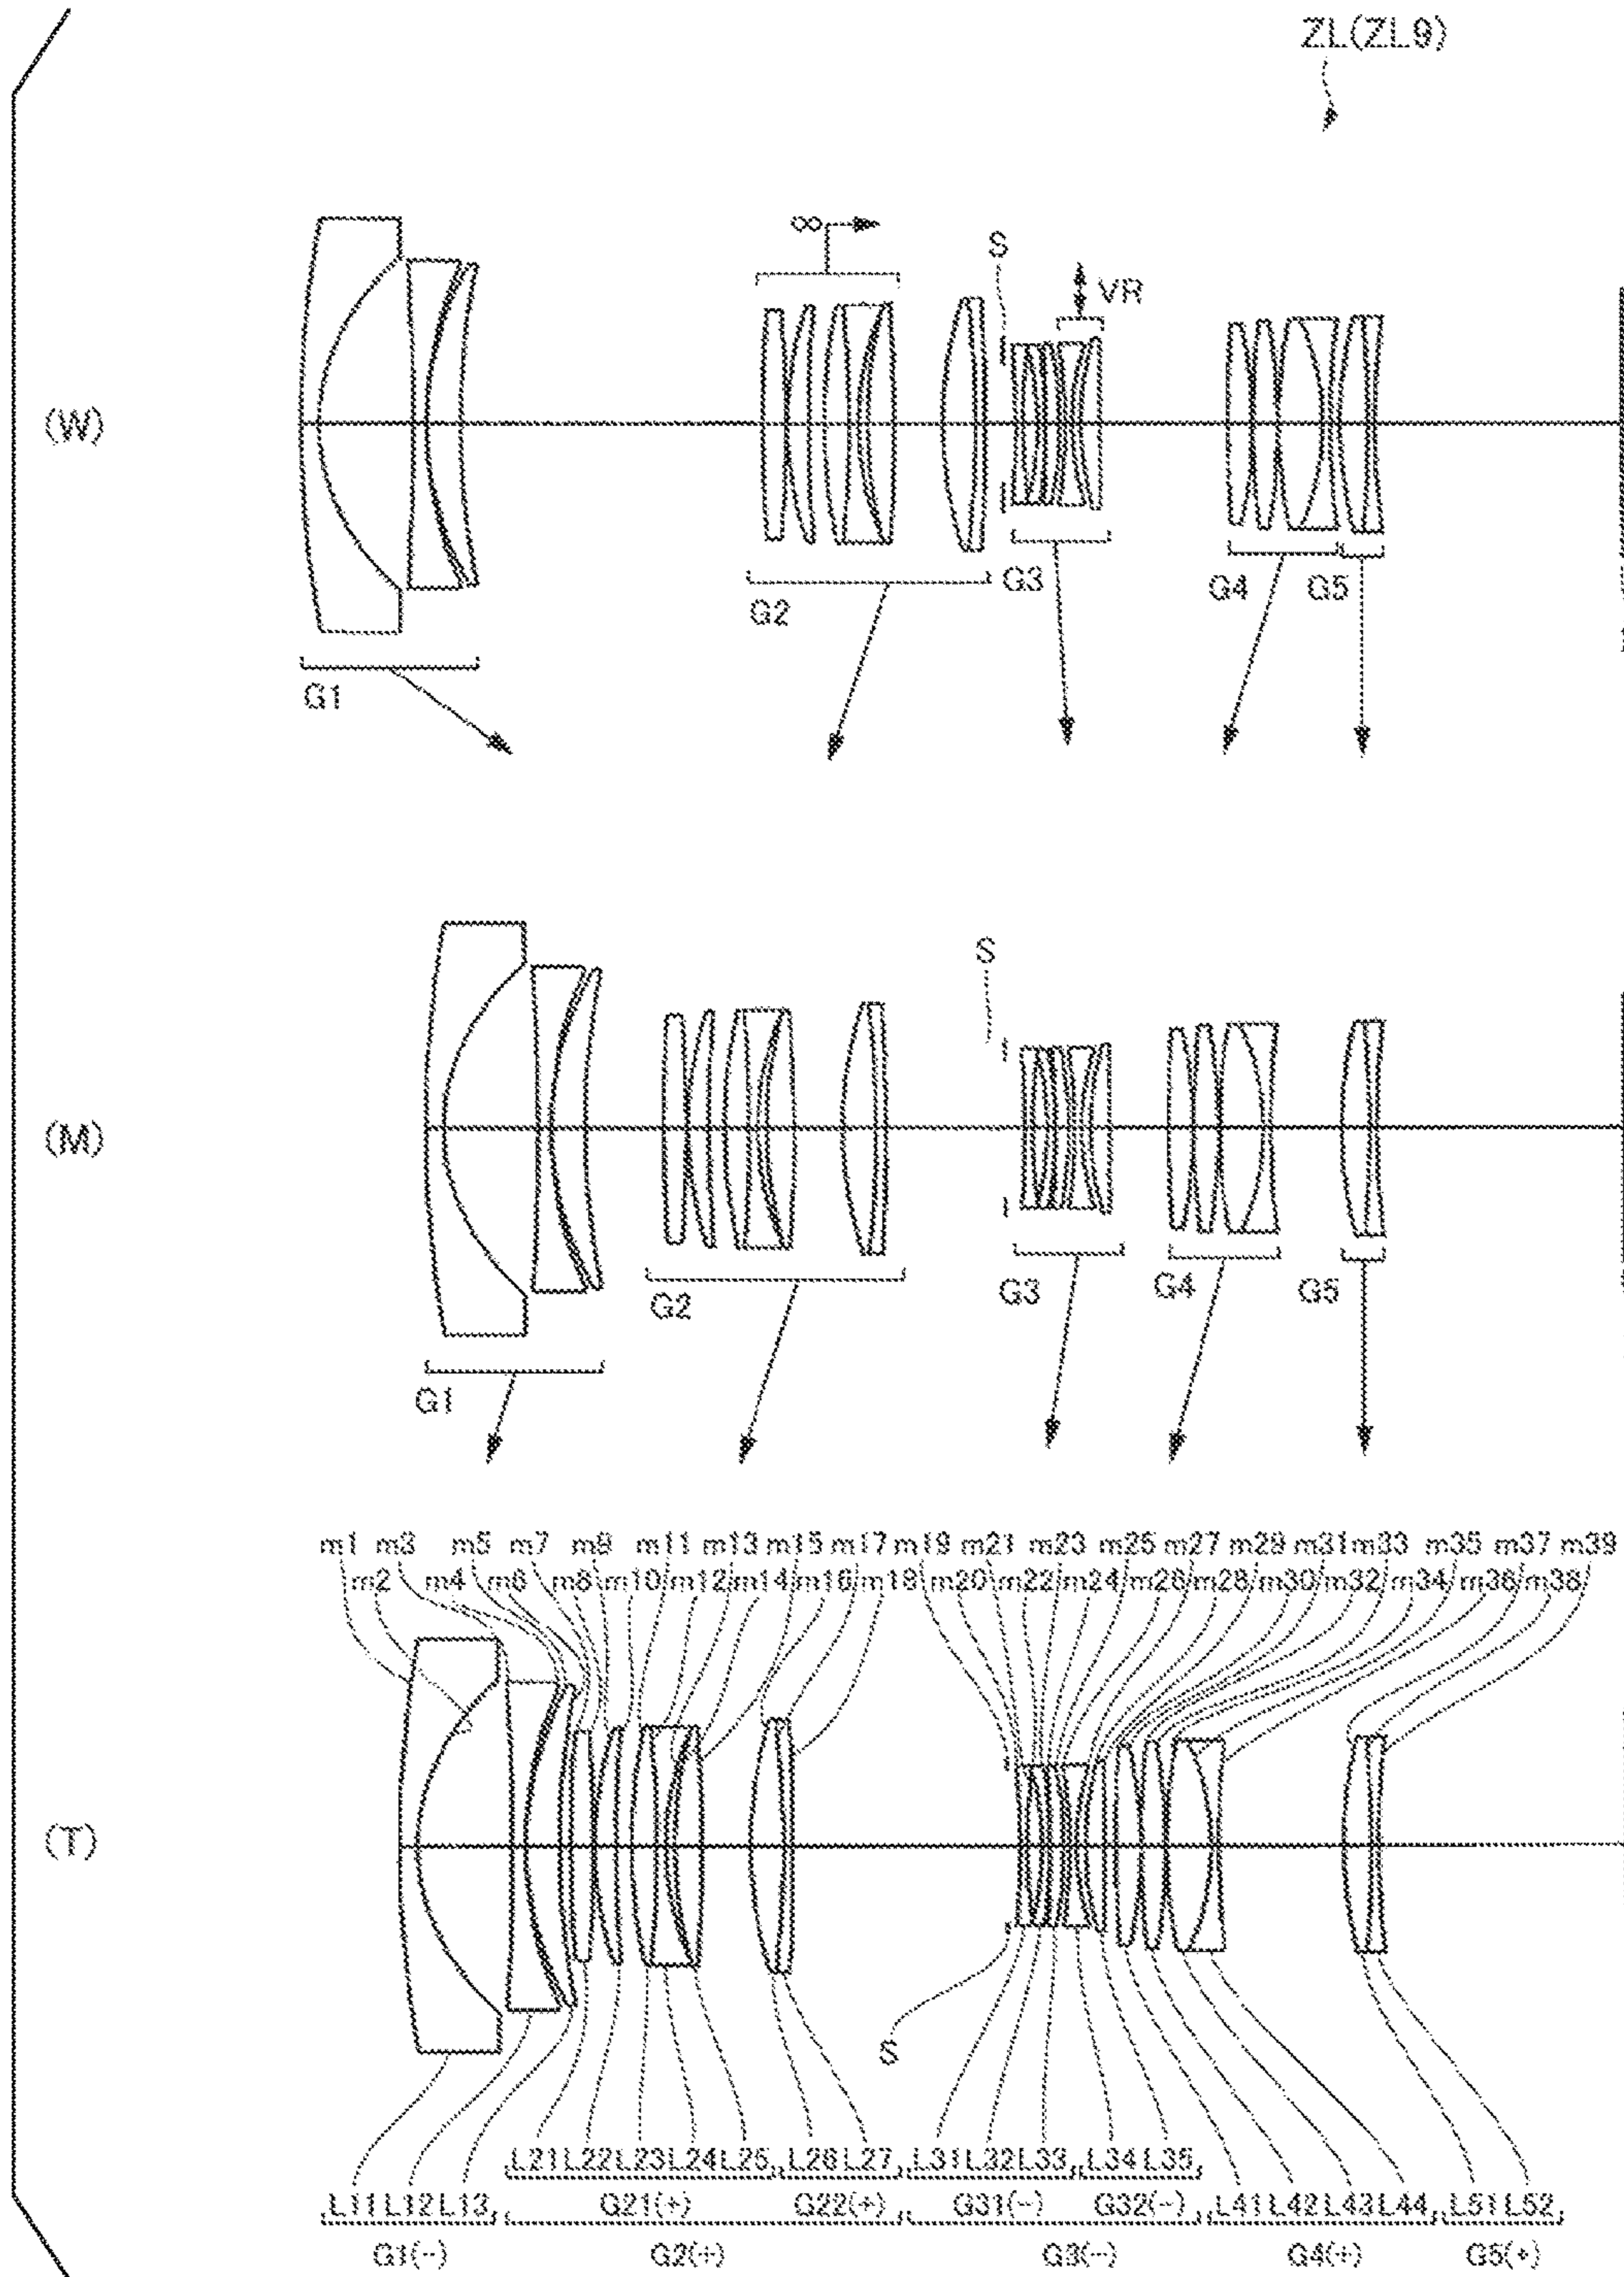 ZL(ZL9)
∞
S
VR
(W)
G3
G4 G5
G2
G1
S
(M)
G3
G4
G5
G2
G1
m1 m3 m5 m7 m9 m11 m13 m15 m17 m19 m21 m23 m25 m27 m29 m31 m33 m35 m37 m39
m2 m4 m6 m8 m10 m12 m14 m16 m18 m20 m22 m24 m26 m28 m30 m32 m34 m36 m38
(T)
S
L21 L22 L23 L24 L25 L26 L27 L31 L32 L33 L34 L35
L11 L12 L13 G21(+) G22(+) G31(-) G32(-) L41 L42 L43 L44 L51 L52
G1(-) G2(+) G3(-) G4(+) G5(+)